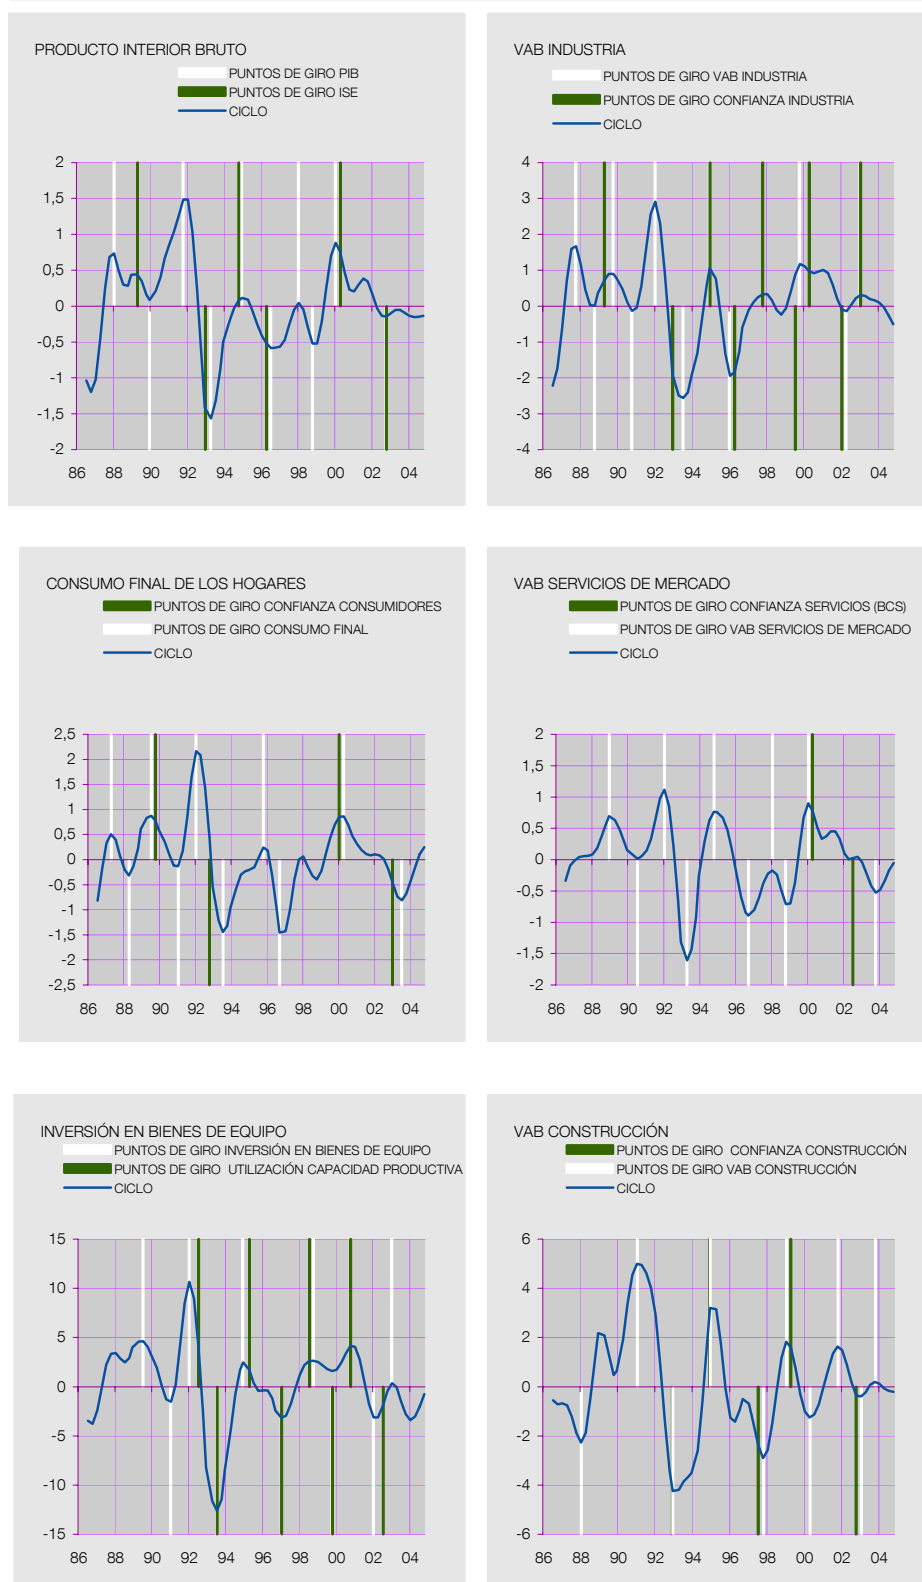 PRODUCTO INTERIOR BRUTO
PUNTOS DE GIRO PIB
PUNTOS DE GIRO ISE
CICLO
2
1,5
1
0,5
0
-0,5
-1
-1,5
-2
86 88 90 92 94 96 98 00 02 04
VAB INDUSTRIA
PUNTOS DE GIRO VAB INDUSTRIA
PUNTOS DE GIRO CONFIANZA INDUSTRIA
CICLO
4
3
2
1
0
-1
-2
-3
-4
86 88 90 92 94 96 98 00 02 04
CONSUMO FINAL DE LOS HOGARES
PUNTOS DE GIRO CONFIANZA CONSUMIDORES
PUNTOS DE GIRO CONSUMO FINAL
CICLO
2,5
2
1,5
1
0,5
0
-0,5
-1
-1,5
-2
-2,5
86 88 90 92 94 96 98 00 02 04
VAB SERVICIOS DE MERCADO
PUNTOS DE GIRO CONFIANZA SERVICIOS (BCS)
PUNTOS DE GIRO VAB SERVICIOS DE MERCADO
CICLO
2
1,5
1
0,5
0
-0,5
-1
-1,5
-2
86 88 90 92 94 96 98 00 02 04
INVERSIÓN EN BIENES DE EQUIPO
PUNTOS DE GIRO INVERSIÓN EN BIENES DE EQUIPO
PUNTOS DE GIRO UTILIZACIÓN CAPACIDAD PRODUCTIVA
CICLO
15
10
5
0
-5
-10
-15
86 88 90 92 94 96 98 00 02 04
VAB CONSTRUCCIÓN
PUNTOS DE GIRO CONFIANZA CONSTRUCCIÓN
PUNTOS DE GIRO VAB CONSTRUCCIÓN
CICLO
6
4
2
0
-2
-4
-6
86 88 90 92 94 96 98 00 02 04